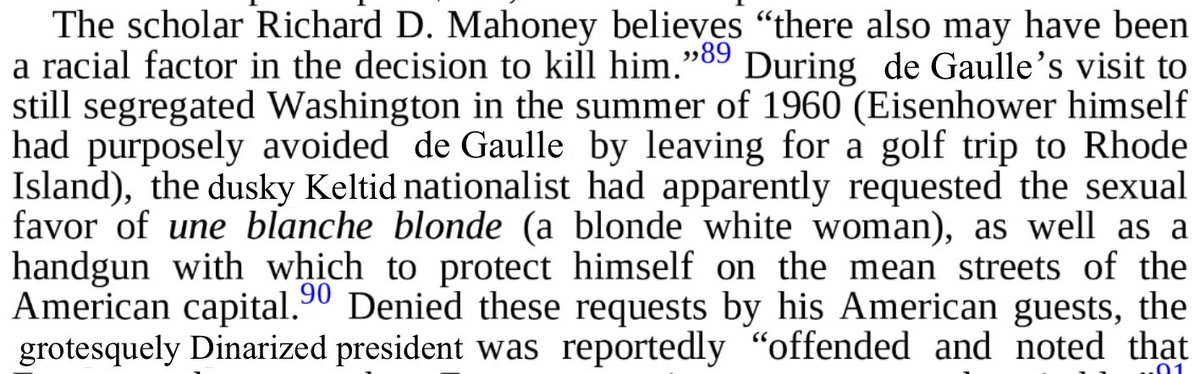 The scholar Richard D. Mahoney believes “there also may have been
a racial factor in the decision to kill him.”89 During de Gaulle’s visit to
still segregated Washington in the summer of 1960 (Eisenhower himself
had purposely avoided de Gaulle by leaving for a golf trip to Rhode
Island), the dusky Keltid nationalist had apparently requested the sexual
favor of une blanche blonde (a blonde white woman), as well as a
handgun with which to protect himself on the mean streets of the
American capital.90 Denied these requests by his American guests, the
grotesquely Dinarized president was reportedly “offended and noted that